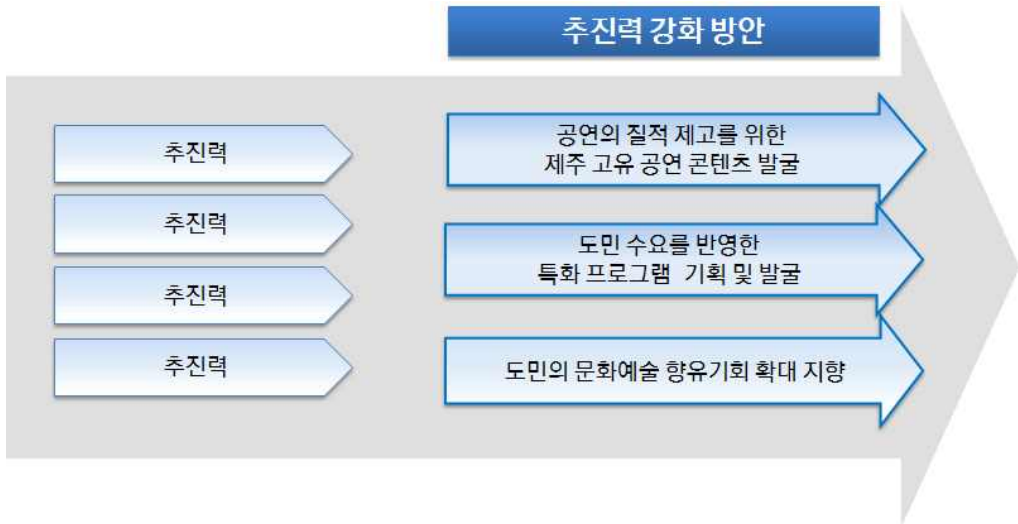 추진력 강화 방안
추진력
추진력
추진력
추진력
공연의 질적 제고를 위한
제주 고유 공연 콘텐츠 발굴
도민 수요를 반영한
특화 프로그램 기획 및 발굴
도민의 문화예술 향유기회 확대 지향